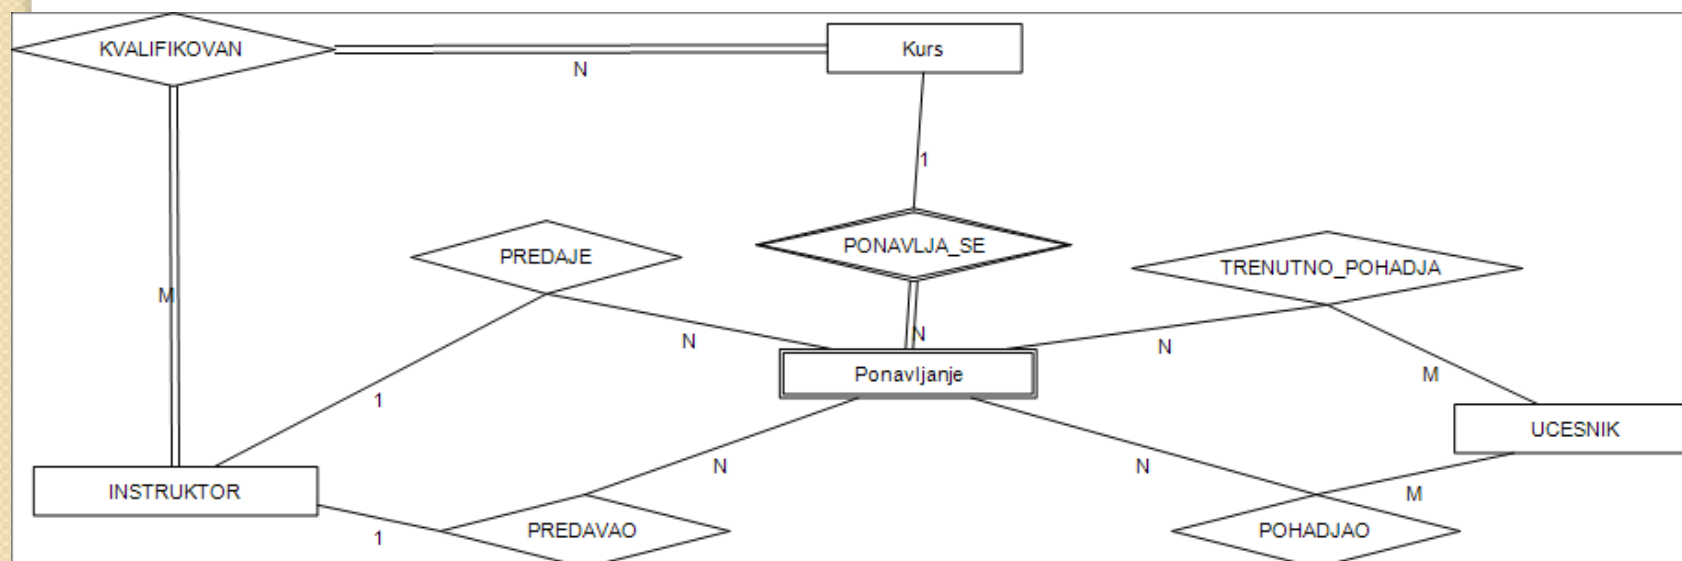 KVALIFIKOVAN
Kurs
N
1
M
PREDAJE
PONAVLJA_SE
TRENUTNO_POHADJA
N
N
N
Ponavljanje
M
1
UCESNIK
N
N
M
INSTRUKTOR
1
PREDAVAO
POHADJAO